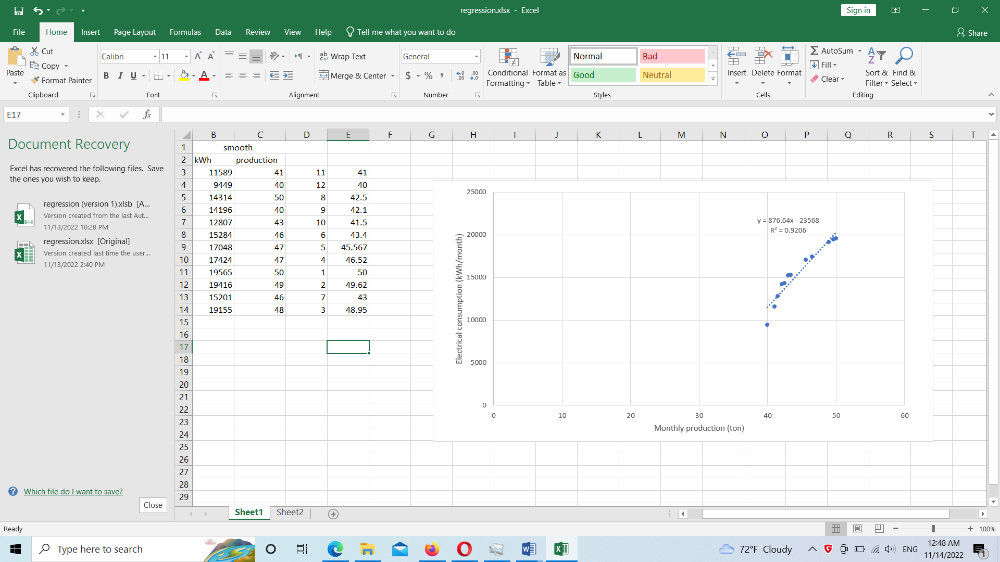 regression.xlsx - Excel
Sign in
File Home Insert Page Layout Formulas Data Review View Help Tell me what you want to do
Share
Paste
Cut
Copy
Format Painter
Clipboard
Calibri 11
B I U
Font
Wrap Text
Merge & Center
Alignment
General
$ % ,
Number
Conditional Formatting
Format as Table
Normal Bad
Good Neutral
Styles
Insert Delete Format
Cells
AutoSum
Fill
Clear
Sort & Filter
Find & Select
Editing
E17
fx
Document Recovery
Excel has recovered the following files. Save
the ones you wish to keep.
regression (version 1).xlsb [A...
Version created from the last Aut...
11/13/2022 10:28 PM
regression.xlsx [Original]
Version created last time the user...
11/13/2022 2:40 PM
Which file do I want to save?
Close
B C D E F G H I J K L M N O P Q R S T
1 smooth
2 kWh production
3 11589 41 11 41
4 9449 40 12 40
5 14314 50 8 42.5
6 14196 40 9 42.1
7 12807 43 10 41.5
8 15284 46 6 43.4
9 17048 47 5 45.567
10 17424 47 4 46.52
11 19565 50 1 50
12 19416 49 2 49.62
13 15201 46 7 43
14 19155 48 3 48.95
15
16
17
18
19
20
21
22
23
24
25
26
27
28
29
25000
20000
15000
10000
5000
0
Electrical consumption (kWh/month)
y = 876.64x - 23568
R² = 0.9206
0 10 20 30 40 50 60
Monthly production (ton)
Sheet1 Sheet2
Ready
100%
Type here to search
72°F Cloudy
ENG
12:48 AM
11/14/2022
1